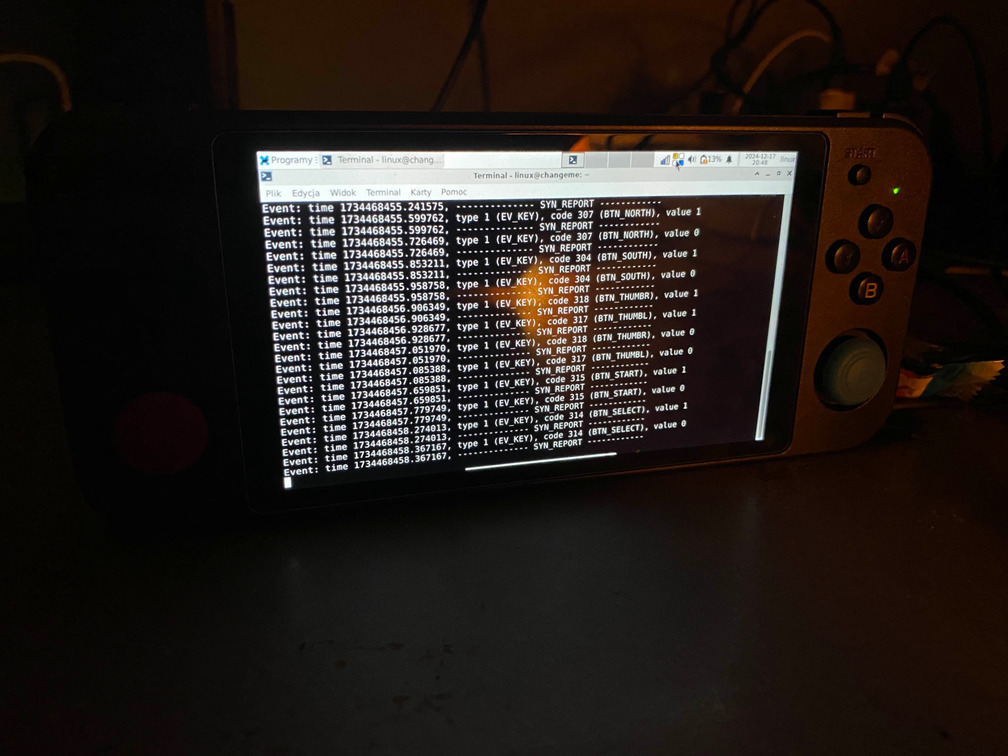 Programy
Terminal - linux@chang...
13%
2024-12-17
20:48
linux
Terminal - linux@changeme: ~
Plik Edycja Widok Terminal Karty Pomoc
Event: time 1734468455.241575, -------------- SYN_REPORT ------------
Event: time 1734468455.599762, type 1 (EV_KEY), code 307 (BTN_NORTH), value 1
Event: time 1734468455.599762, -------------- SYN_REPORT ------------
Event: time 1734468455.726469, type 1 (EV_KEY), code 307 (BTN_NORTH), value 0
Event: time 1734468455.726469, -------------- SYN_REPORT ------------
Event: time 1734468455.853211, type 1 (EV_KEY), code 304 (BTN_SOUTH), value 1
Event: time 1734468455.853211, -------------- SYN_REPORT ------------
Event: time 1734468455.958758, type 1 (EV_KEY), code 304 (BTN_SOUTH), value 0
Event: time 1734468455.958758, -------------- SYN_REPORT ------------
Event: time 1734468456.906349, type 1 (EV_KEY), code 318 (BTN_THUMBR), value 1
Event: time 1734468456.906349, -------------- SYN_REPORT ------------
Event: time 1734468456.928677, type 1 (EV_KEY), code 317 (BTN_THUMBL), value 1
Event: time 1734468456.928677, -------------- SYN_REPORT ------------
Event: time 1734468457.051970, type 1 (EV_KEY), code 318 (BTN_THUMBR), value 0
Event: time 1734468457.051970, -------------- SYN_REPORT ------------
Event: time 1734468457.085388, type 1 (EV_KEY), code 317 (BTN_THUMBL), value 0
Event: time 1734468457.085388, -------------- SYN_REPORT ------------
Event: time 1734468457.659851, type 1 (EV_KEY), code 315 (BTN_START), value 1
Event: time 1734468457.659851, -------------- SYN_REPORT ------------
Event: time 1734468457.779749, type 1 (EV_KEY), code 315 (BTN_START), value 0
Event: time 1734468457.779749, -------------- SYN_REPORT ------------
Event: time 1734468458.274013, type 1 (EV_KEY), code 314 (BTN_SELECT), value 1
Event: time 1734468458.274013, -------------- SYN_REPORT ------------
Event: time 1734468458.367167, type 1 (EV_KEY), code 314 (BTN_SELECT), value 0
Event: time 1734468458.367167, -------------- SYN_REPORT ------------
START
A
B